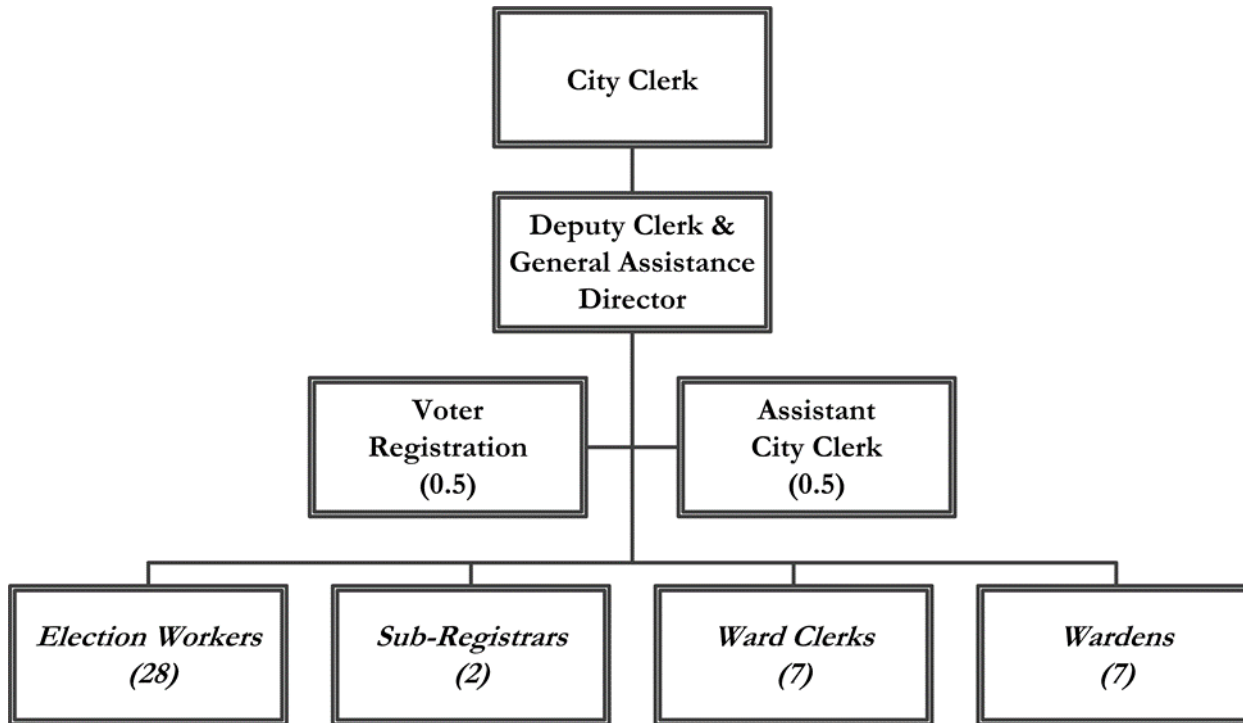 City Clerk
Deputy Clerk &
General Assistance
Director
Voter
Registration
(0.5)
Assistant
City Clerk
(0.5)
Election Workers
(28)
Sub-Registrars
(2)
Ward Clerks
(7)
Wardens
(7)